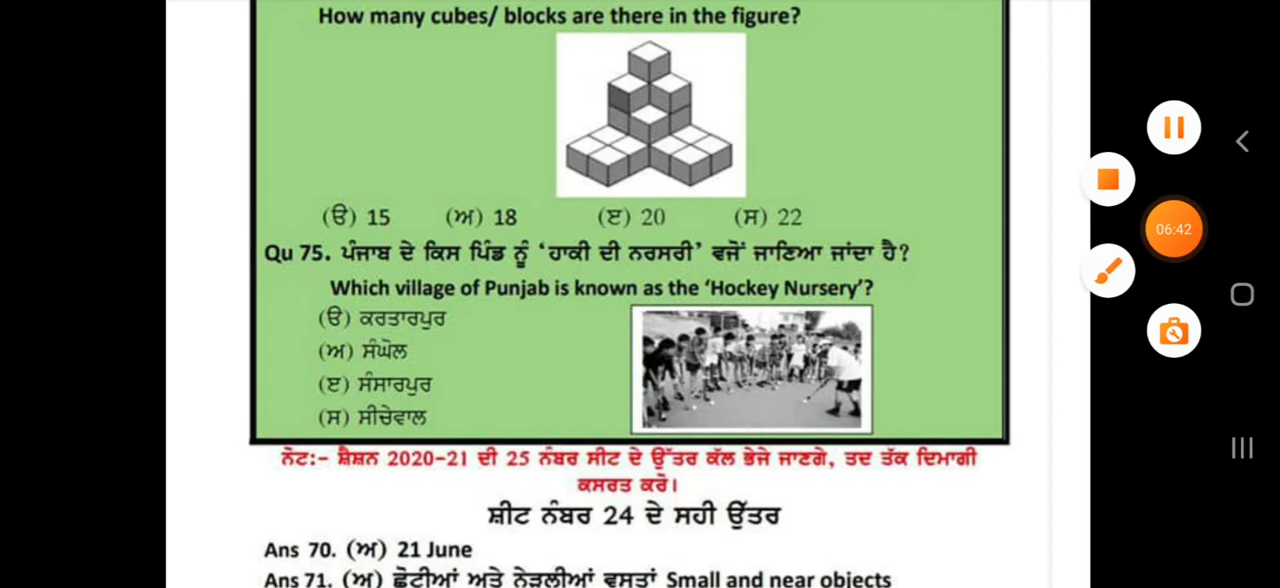 How many cubes/ blocks are there in the figure?
(ੳ) 15 (ਅ) 18 (ੲ) 20 (ਸ) 22
Qu 75. ਪੰਜਾਬ ਦੇ ਕਿਸ ਪਿੰਡ ਨੂੰ ‘ਹਾਕੀ ਦੀ ਨਰਸਰੀ’ ਵਜੋਂ ਜਾਣਿਆ ਜਾਂਦਾ ਹੈ?
Which village of Punjab is known as the ‘Hockey Nursery’?
(ੳ) ਕਰਤਾਰਪੁਰ
(ਅ) ਸੰਘੋਲ
(ੲ) ਸੰਸਾਰਪੁਰ
(ਸ) ਸੀਚੇਵਾਲ
ਨੋਟ:- ਸ਼ੈਸ਼ਨ 2020-21 ਦੀ 25 ਨੰਬਰ ਸੀਟ ਦੇ ਉੱਤਰ ਕੱਲ ਭੇਜੇ ਜਾਣਗੇ, ਤਦ ਤੱਕ ਦਿਮਾਗੀ
ਕਸਰਤ ਕਰੋ।
ਸ਼ੀਟ ਨੰਬਰ 24 ਦੇ ਸਹੀ ਉੱਤਰ
Ans 70. (ਅ) 21 June
Ans 71. (ਅ) ਛੋਟੀਆਂ ਅਤੇ ਨੇੜਲੀਆਂ ਵਸਤਾਂ Small and near objects
06:42